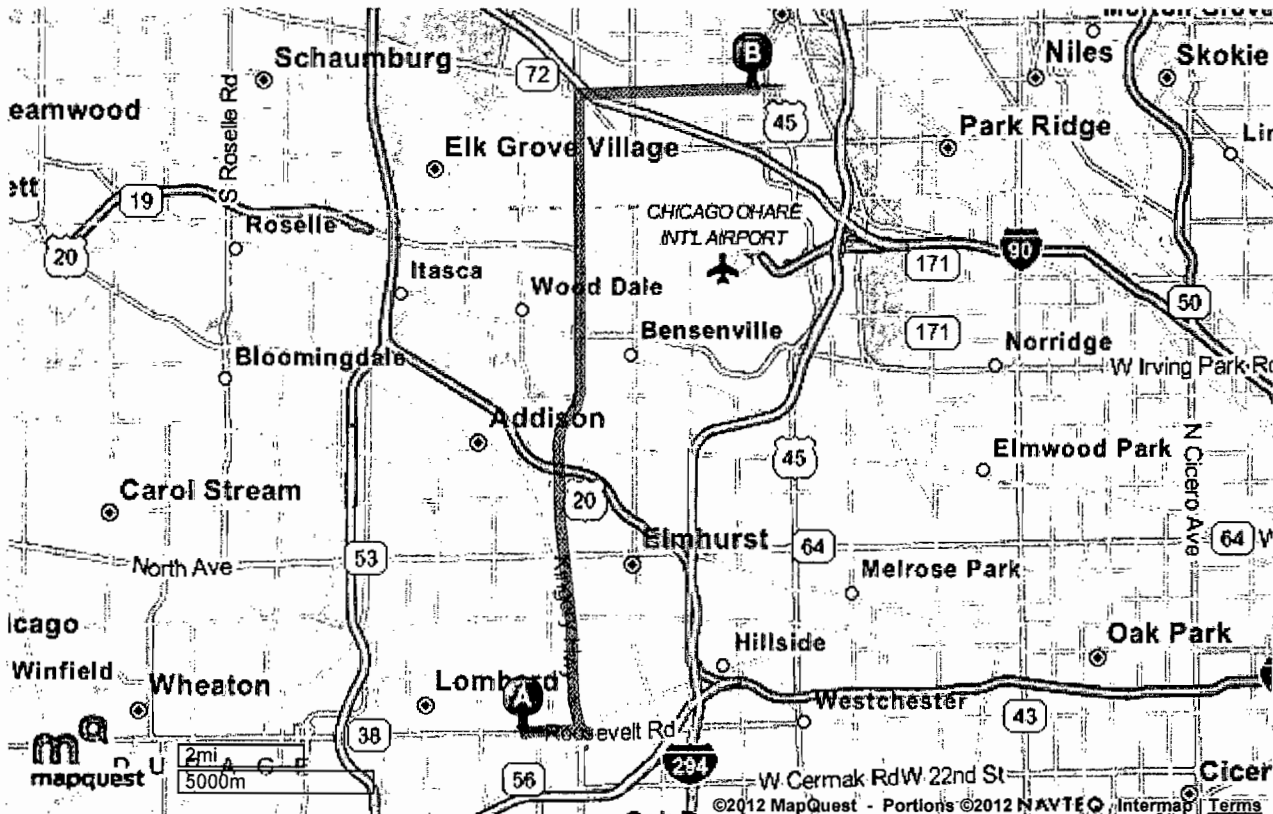 Schaumburg
72
B
Niles
Skokie
eamwood
S Roselle Rd
45
Park Ridge
Elk Grove Village
ett
19
CHICAGO OHARE
INTL AIRPORT
Roselle
20
Itasca
90
171
Wood Dale
50
Bensenville
171
Norridge
Bloomingdale
W Irving Park Rd
Addison
N Cicero Ave
Elmwood Park
45
Carol Stream
20
Elmhurst
64
64
W
North Ave
53
Melrose Park
icago
Hillside
Oak Park
Winfield
Wheaton
Lombard
A
Westchester
43
38
Roosevelt Rd
mq
mapquest
D U P A G E
2mi
5000m
56
294
W Cermak Rd W 22nd St
Cicer
©2012 MapQuest - Portions ©2012 NAVTEQ, Intermap | Terms